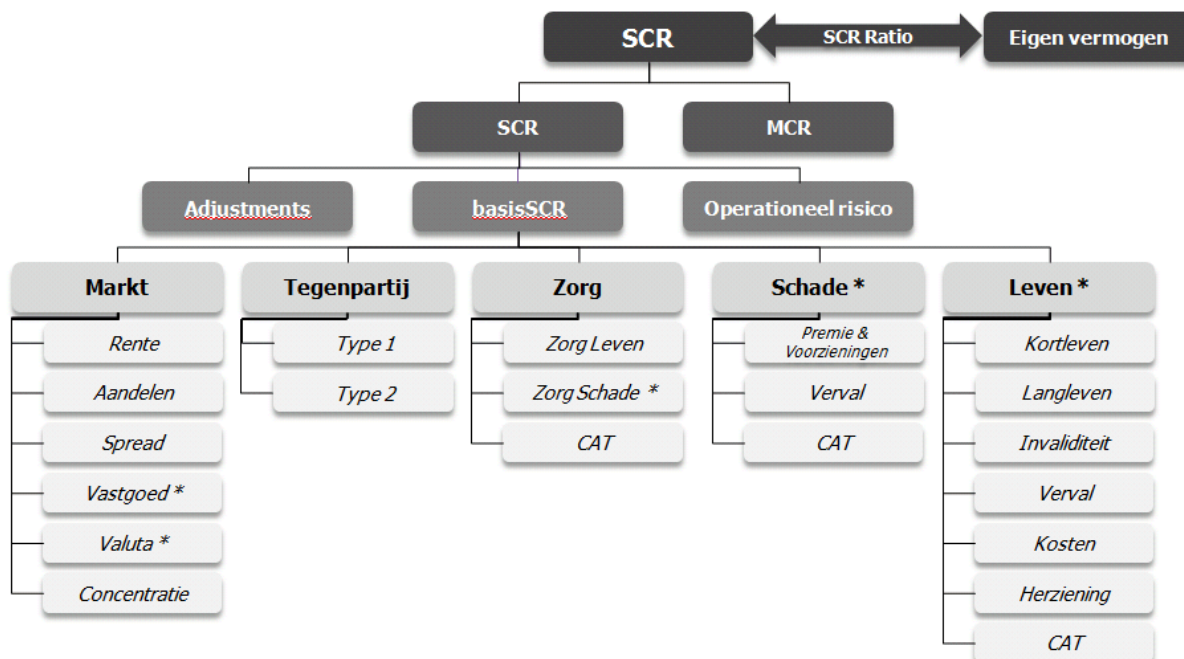 SCR
SCR Ratio
Eigen vermogen
SCR
MCR
Adjustments
basisSCR
Operationeel risico
Markt
Tegenpartij
Zorg
Schade *
Leven *
Rente
Type 1
Zorg Leven
Premie &
Voorzieningen
Kortleven
Aandelen
Type 2
Zorg Schade *
Verval
Langleven
Spread
CAT
CAT
Invaliditeit
Vastgoed *
Verval
Valuta *
Kosten
Concentratie
Herziening
CAT